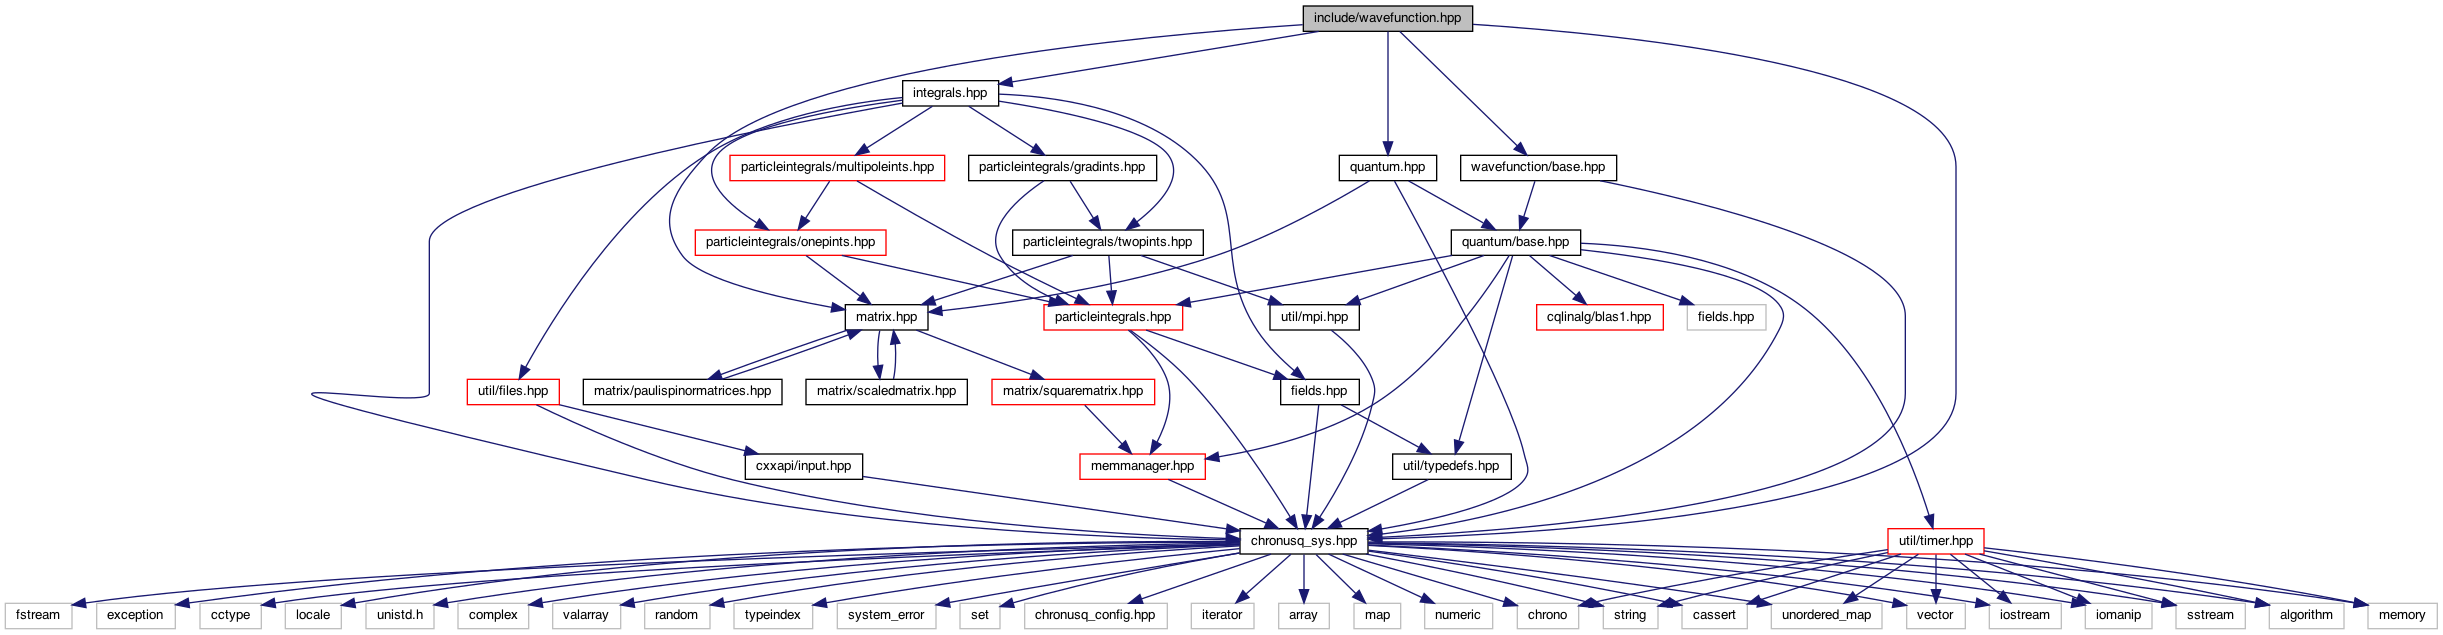 include/wavefunction.hpp
integrals.hpp
particleintegrals/multipoleints.hpp
particleintegrals/gradints.hpp
quantum.hpp
wavefunction/base.hpp
particleintegrals/onepints.hpp
particleintegrals/twopints.hpp
quantum/base.hpp
matrix.hpp
particleintegrals.hpp
util/mpi.hpp
cqlinalg/blas1.hpp
fields.hpp
util/files.hpp
matrix/paulispinormatrices.hpp
matrix/scaledmatrix.hpp
matrix/squarematrix.hpp
fields.hpp
cxxapi/input.hpp
memmanager.hpp
util/typedefs.hpp
chronusq_sys.hpp
util/timer.hpp
fstream
exception
cctype
locale
unistd.h
complex
valarray
random
typeindex
system_error
set
chronusq_config.hpp
iterator
array
map
numeric
chrono
string
cassert
unordered_map
vector
iostream
iomanip
sstream
algorithm
memory